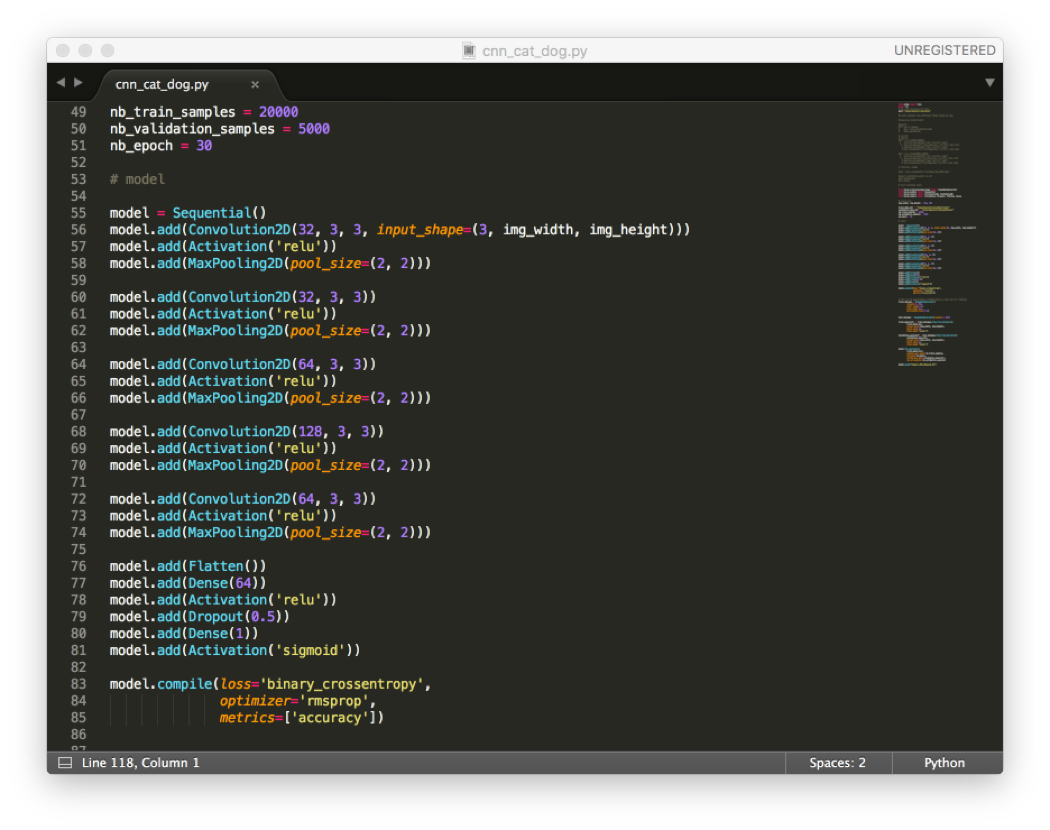 cnn_cat_dog.py
UNREGISTERED
cnn_cat_dog.py ×
49 nb_train_samples = 20000
50 nb_validation_samples = 5000
51 nb_epoch = 30
52
53 # model
54
55 model = Sequential()
56 model.add(Convolution2D(32, 3, 3, input_shape=(3, img_width, img_height)))
57 model.add(Activation('relu'))
58 model.add(MaxPooling2D(pool_size=(2, 2)))
59
60 model.add(Convolution2D(32, 3, 3))
61 model.add(Activation('relu'))
62 model.add(MaxPooling2D(pool_size=(2, 2)))
63
64 model.add(Convolution2D(64, 3, 3))
65 model.add(Activation('relu'))
66 model.add(MaxPooling2D(pool_size=(2, 2)))
67
68 model.add(Convolution2D(128, 3, 3))
69 model.add(Activation('relu'))
70 model.add(MaxPooling2D(pool_size=(2, 2)))
71
72 model.add(Convolution2D(64, 3, 3))
73 model.add(Activation('relu'))
74 model.add(MaxPooling2D(pool_size=(2, 2)))
75
76 model.add(Flatten())
77 model.add(Dense(64))
78 model.add(Activation('relu'))
79 model.add(Dropout(0.5))
80 model.add(Dense(1))
81 model.add(Activation('sigmoid'))
82
83 model.compile(loss='binary_crossentropy',
84 optimizer='rmsprop',
85 metrics=['accuracy'])
86
87
Line 118, Column 1
Spaces: 2
Python